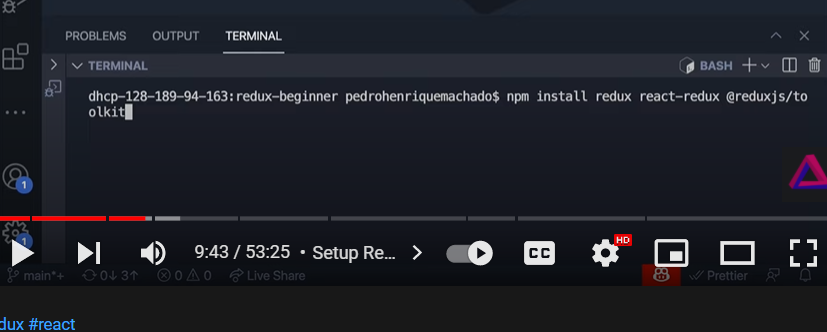 PROBLEMS OUTPUT TERMINAL
TERMINAL BASH
dhcp-128-189-94-163:redux-beginner pedrohenriquemachado$ npm install redux react-redux @reduxjs/to
olkit
1
9:43 / 53:25 • Setup Re... CC HD
1
main*+ 0↓ 3↑ 0 0 Live Share Prettier
dux #react